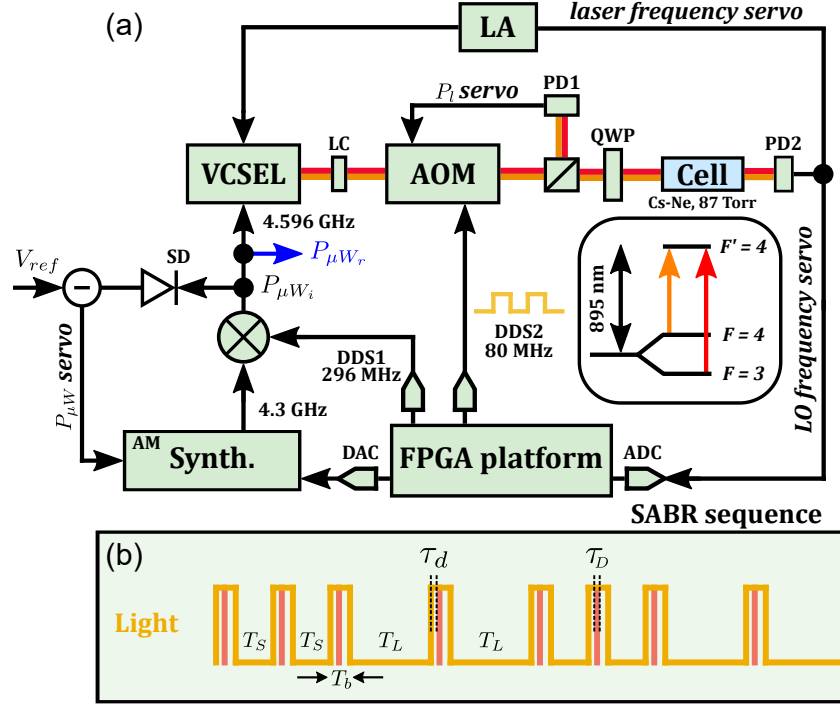 (a)
LA
laser frequency servo
P_l servo
PD1
LC
QWP
PD2
VCSEL
AOM
Cell
Cs-Ne, 87 Torr
4.596 GHz
V_ref
SD
P_μW_r
P_μW_i
−
895 nm
F' = 4
F = 4
F = 3
DDS2
80 MHz
DDS1
296 MHz
P_μW servo
4.3 GHz
LO frequency servo
AM
Synth.
DAC
FPGA platform
ADC
SABR sequence
(b)
τ_d
τ_D
Light
T_S
T_S
T_L
T_L
T_b